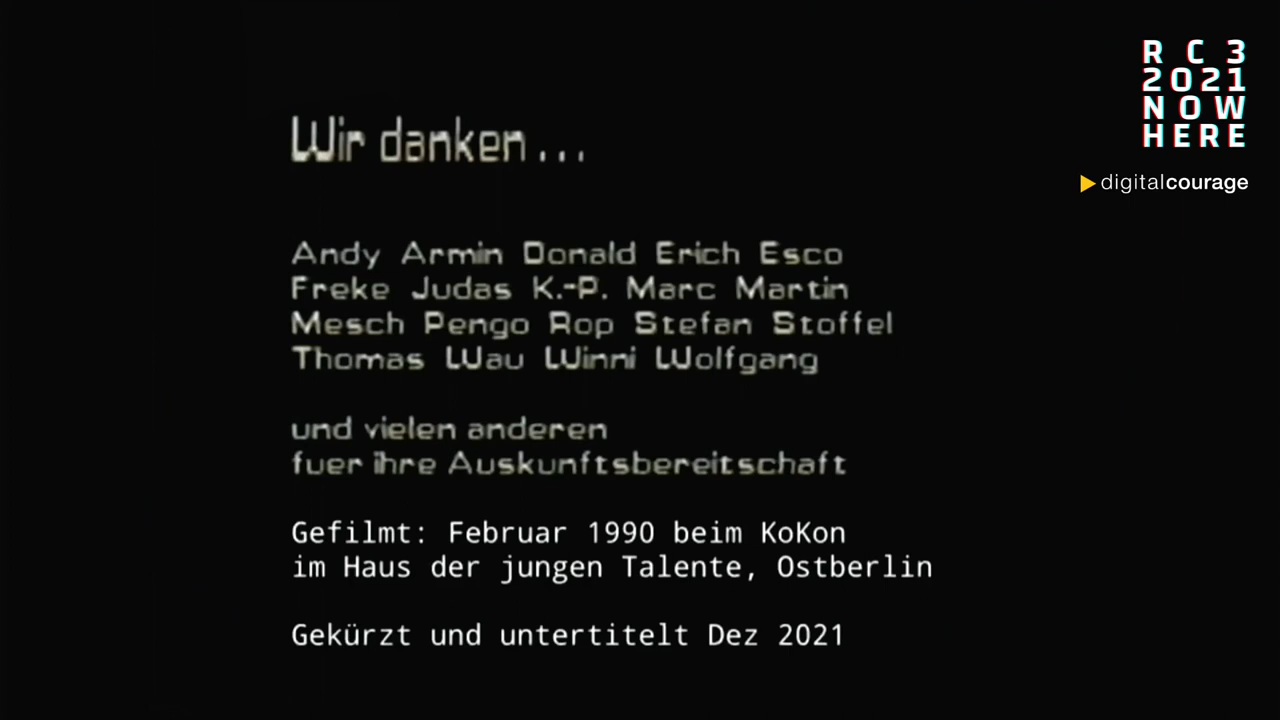 R C 3
2021
NOW
HERE
digitalcourage
Wir danken...
Andy Armin Donald Erich Esco
Freke Judas K.-P. Marc Martin
Mesch Pengo Rop Stefan Stoffel
Thomas Wau Winni Wolfgang
und vielen anderen
fuer ihre Auskunftsbereitschaft
Gefilmt: Februar 1990 beim KoKon
im Haus der jungen Talente, Ostberlin
Gekürzt und untertitelt Dez 2021